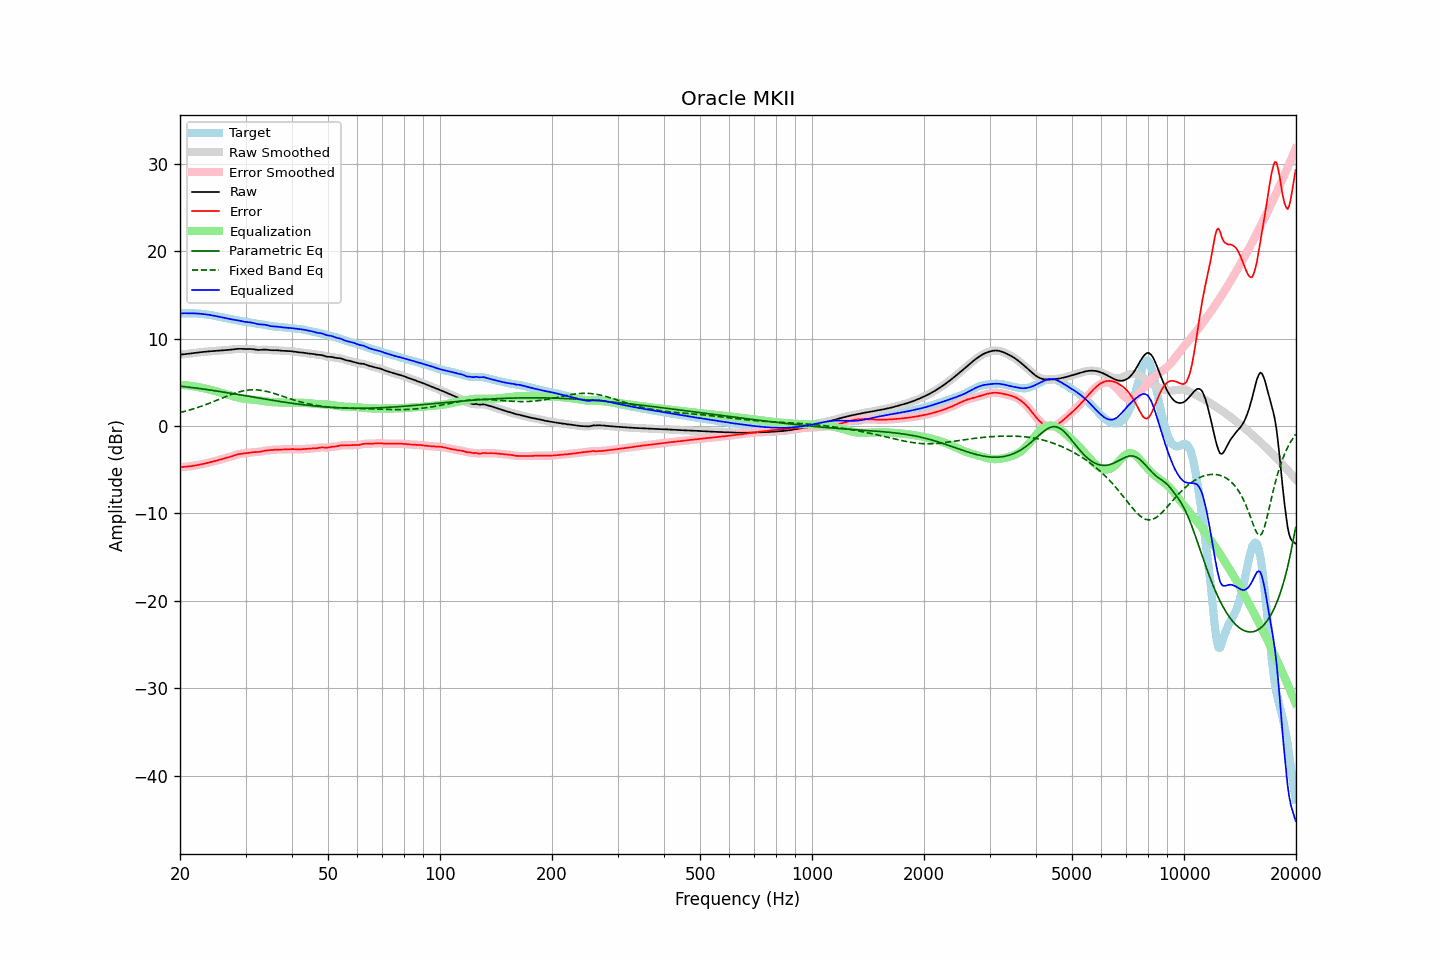 Oracle MKII
Target
Raw Smoothed
Error Smoothed
Raw
Error
Equalization
Parametric Eq
Fixed Band Eq
Equalized
Amplitude (dBr)
30
20
10
0
−10
−20
−30
−40
20 50 100 200 500 1000 2000 5000 10000 20000
Frequency (Hz)